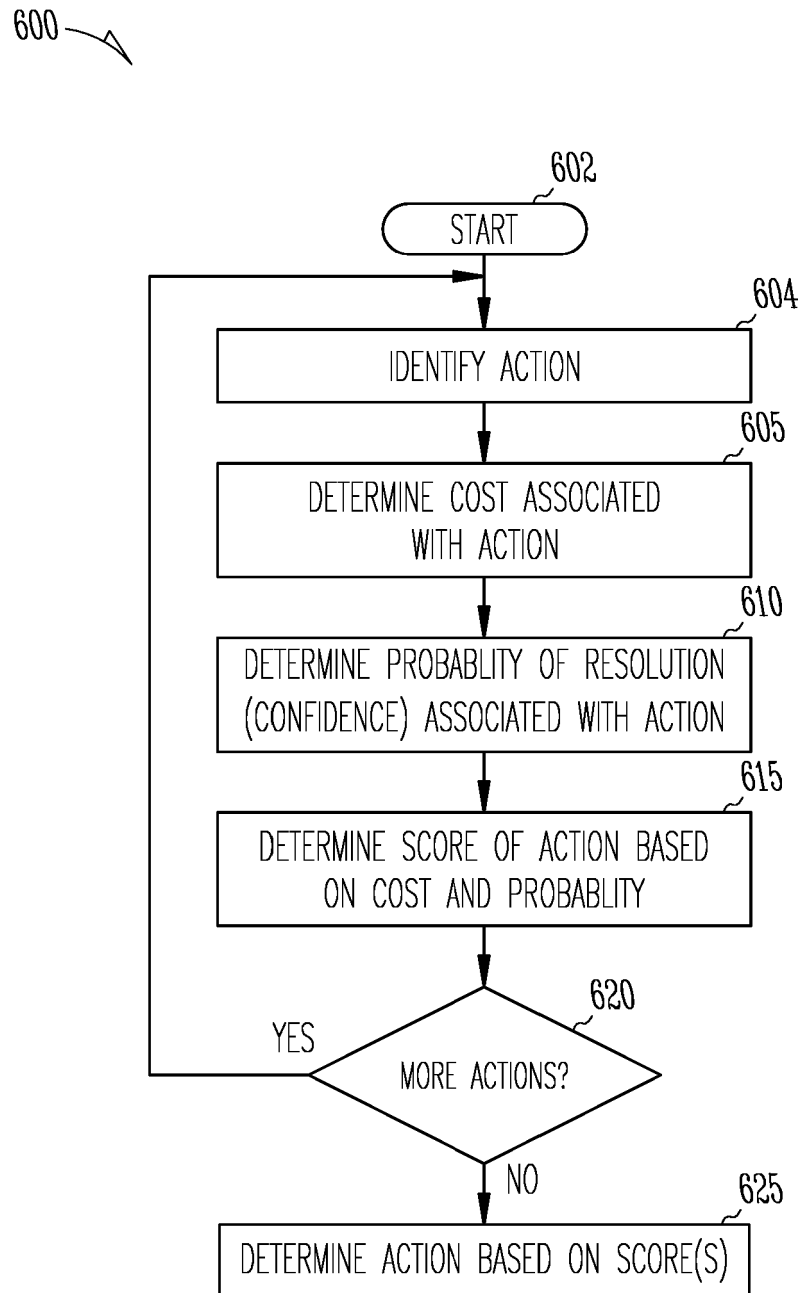 600
602
START
604
IDENTIFY ACTION
605
DETERMINE COST ASSOCIATED
WITH ACTION
610
DETERMINE PROBABLITY OF RESOLUTION
(CONFIDENCE) ASSOCIATED WITH ACTION
615
DETERMINE SCORE OF ACTION BASED
ON COST AND PROBABLITY
620
YES
MORE ACTIONS?
NO
625
DETERMINE ACTION BASED ON SCORE(S)